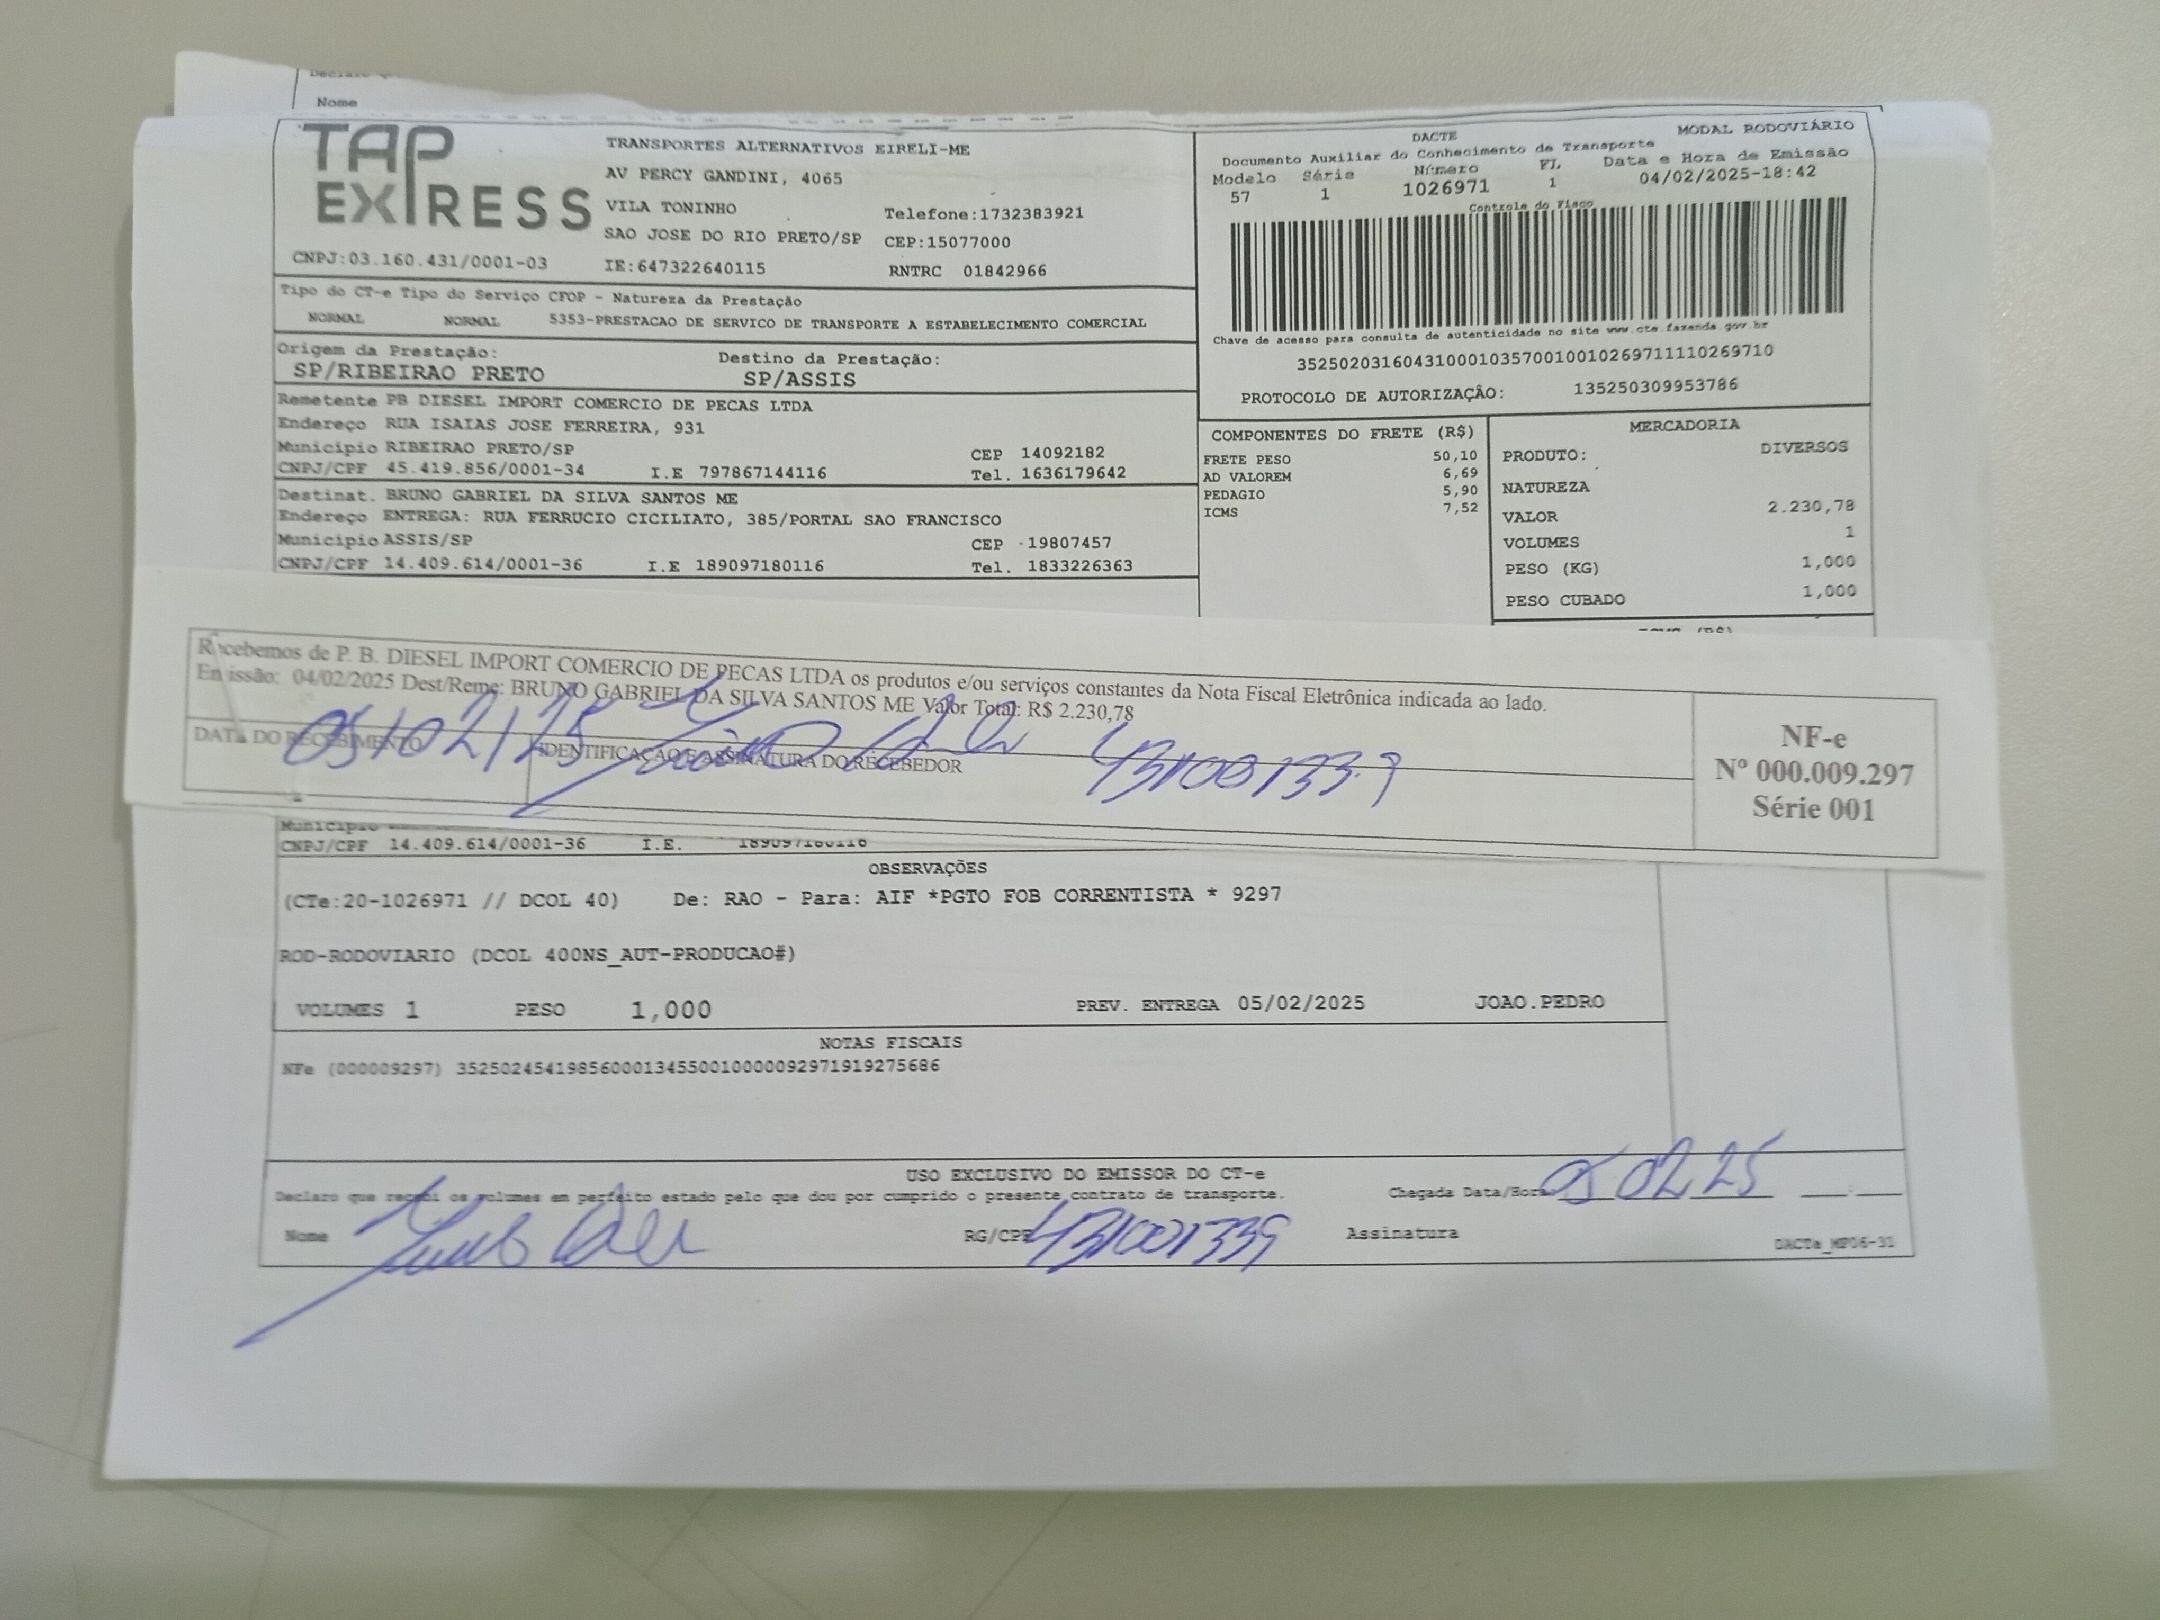 Nome
TAP EXPRESS
TRANSPORTES ALTERNATIVOS EIRELI-ME
AV PERCY GANDINI, 4065
VILA TONINHO Telefone:1732383921
SAO JOSE DO RIO PRETO/SP CEP:15077000
CNPJ:03.160.431/0001-03 IE:647322640115 RNTRC 01842966
DACTE MODAL RODOVIÁRIO
Documento Auxiliar do Conhecimento de Transporte
Modelo Série Número FL Data e Hora de Emissão
57 1 1026971 1 04/02/2025-18:42
Controle do Fisco
Chave de acesso para consulta de autenticidade no site www.cte.fazenda.gov.br
35250203160431000103570010010269711110269710
PROTOCOLO DE AUTORIZAÇÃO: 135250309953786
Tipo do CT-e Tipo do Serviço CFOP - Natureza da Prestação
NORMAL NORMAL 5353-PRESTACAO DE SERVICO DE TRANSPORTE A ESTABELECIMENTO COMERCIAL
Origem da Prestação: Destino da Prestação:
SP/RIBEIRAO PRETO SP/ASSIS
Remetente PB DIESEL IMPORT COMERCIO DE PECAS LTDA
Endereço RUA ISAIAS JOSE FERREIRA, 931
Município RIBEIRAO PRETO/SP CEP 14092182
CNPJ/CPF 45.419.856/0001-34 I.E 797867144116 Tel. 1636179642
Destinat. BRUNO GABRIEL DA SILVA SANTOS ME
Endereço ENTREGA: RUA FERRUCIO CICILIATO, 385/PORTAL SAO FRANCISCO
Município ASSIS/SP CEP 19807457
CNPJ/CPF 14.409.614/0001-36 I.E 189097180116 Tel. 1833226363
COMPONENTES DO FRETE (R$)
FRETE PESO 50,10
AD VALOREM 6,69
PEDAGIO 5,90
ICMS 7,52
MERCADORIA
PRODUTO: DIVERSOS
NATUREZA
VALOR 2.230,78
VOLUMES 1
PESO (KG) 1,000
PESO CUBADO 1,000
Recebemos de P. B. DIESEL IMPORT COMERCIO DE PECAS LTDA os produtos e/ou serviços constantes da Nota Fiscal Eletrônica indicada ao lado.
Emissão: 04/02/2025 Dest/Reme: BRUNO GABRIEL DA SILVA SANTOS ME Valor Total: R$ 2.230,78
DATA DO RECEBIMENTO IDENTIFICAÇÃO E ASSINATURA DO RECEBEDOR
05/02/25 431001339
NF-e
Nº 000.009.297
Série 001
Município
CNPJ/CPF 14.409.614/0001-36 I.E. 189097180116
OBSERVAÇÕES
(CTe:20-1026971 // DCOL 40) De: RAO - Para: AIF *PGTO FOB CORRENTISTA * 9297
ROD-RODOVIARIO (DCOL 400NS_AUT-PRODUCAO#)
VOLUMES 1 PESO 1,000 PREV. ENTREGA 05/02/2025 JOAO.PEDRO
NOTAS FISCAIS
NFe (000009297) 35250245419856000134550010000092971919275686
USO EXCLUSIVO DO EMISSOR DO CT-e
Declaro que recebi os volumes em perfeito estado pelo que dou por cumprido o presente contrato de transporte. Chegada Data/Hora 05 02 25
Nome RG/CPF 431001339 Assinatura DACTe_MP06-31